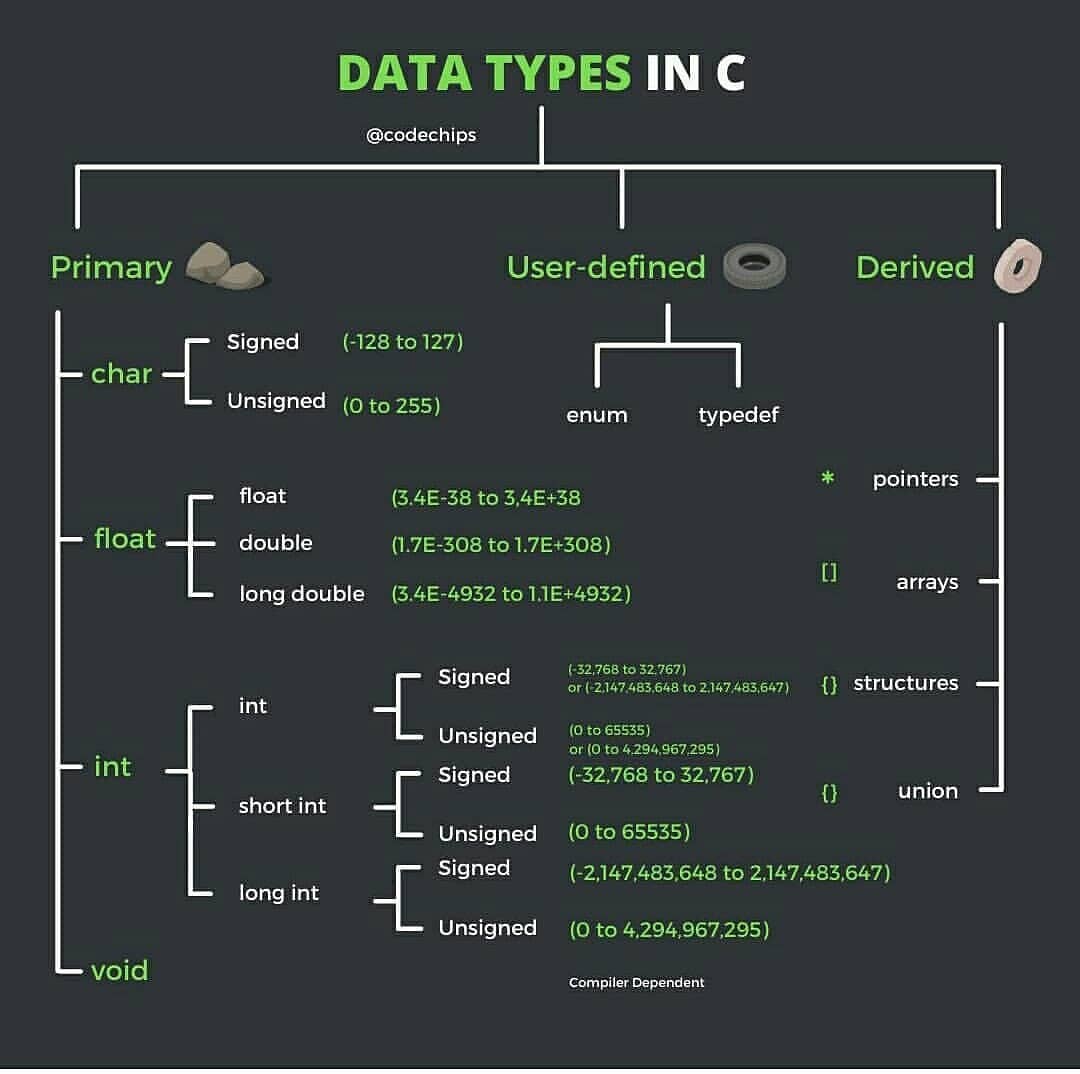 DATA TYPES IN C
@codechips
Primary
User-defined
Derived
char
Signed (-128 to 127)
Unsigned (0 to 255)
enum
typedef
float
float (3.4E-38 to 3,4E+38
double (1.7E-308 to 1.7E+308)
long double (3.4E-4932 to 1.1E+4932)
* pointers
[] arrays
{} structures
{} union
int
int
Signed (-32,768 to 32,767)
or (-2,147,483,648 to 2,147,483,647)
Unsigned (0 to 65535)
or (0 to 4,294,967,295)
short int
Signed (-32,768 to 32,767)
Unsigned (0 to 65535)
long int
Signed (-2,147,483,648 to 2,147,483,647)
Unsigned (0 to 4,294,967,295)
void
Compiler Dependent